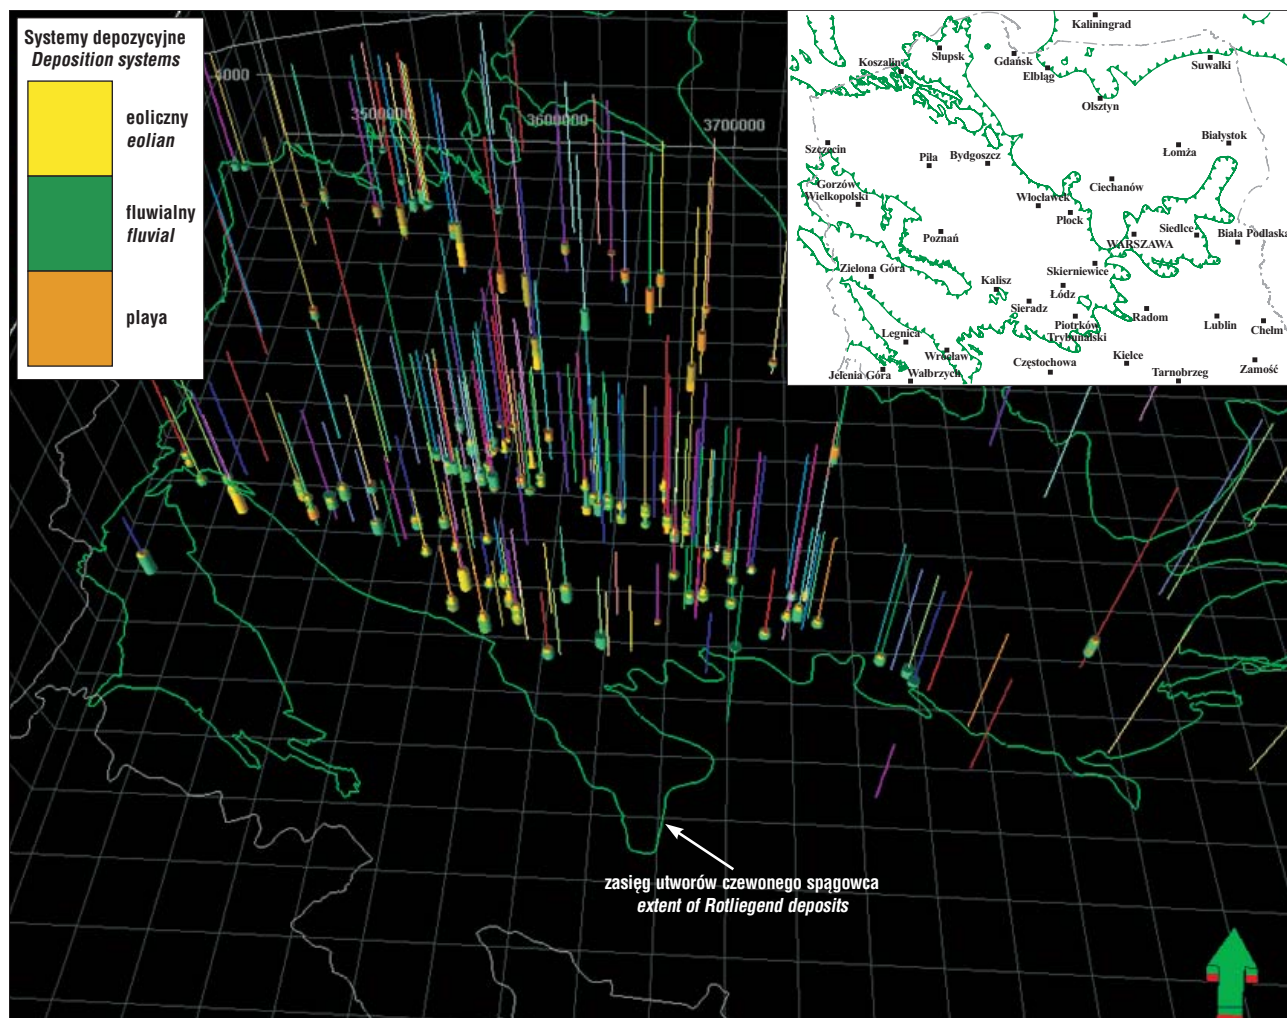 Systemy depozycyjne
Deposition systems
eoliczny
eolian
fluwialny
fluvial
playa
3500000
3600000
3700000
Kaliningrad
Słupsk
Koszalin
Gdańsk
Elbląg
Suwałki
Olsztyn
Szczecin
Piła
Bydgoszcz
Białystok
Łomża
Gorzów
Wielkopolski
Ciechanów
Włocławek
Płock
Poznań
WARSZAWA
Siedlce
Biała Podlaska
Zielona Góra
Skierniewice
Kalisz
Łódz
Sieradz
Radom
Lublin
Chełm
Piotrków
Trybunalski
Legnica
Wrocław
Częstochowa
Kielce
Zamość
Jelenia Góra
Wałbrzych
Tarnobrzeg
zasięg utworów czewonego spągowca
extent of Rotliegend deposits